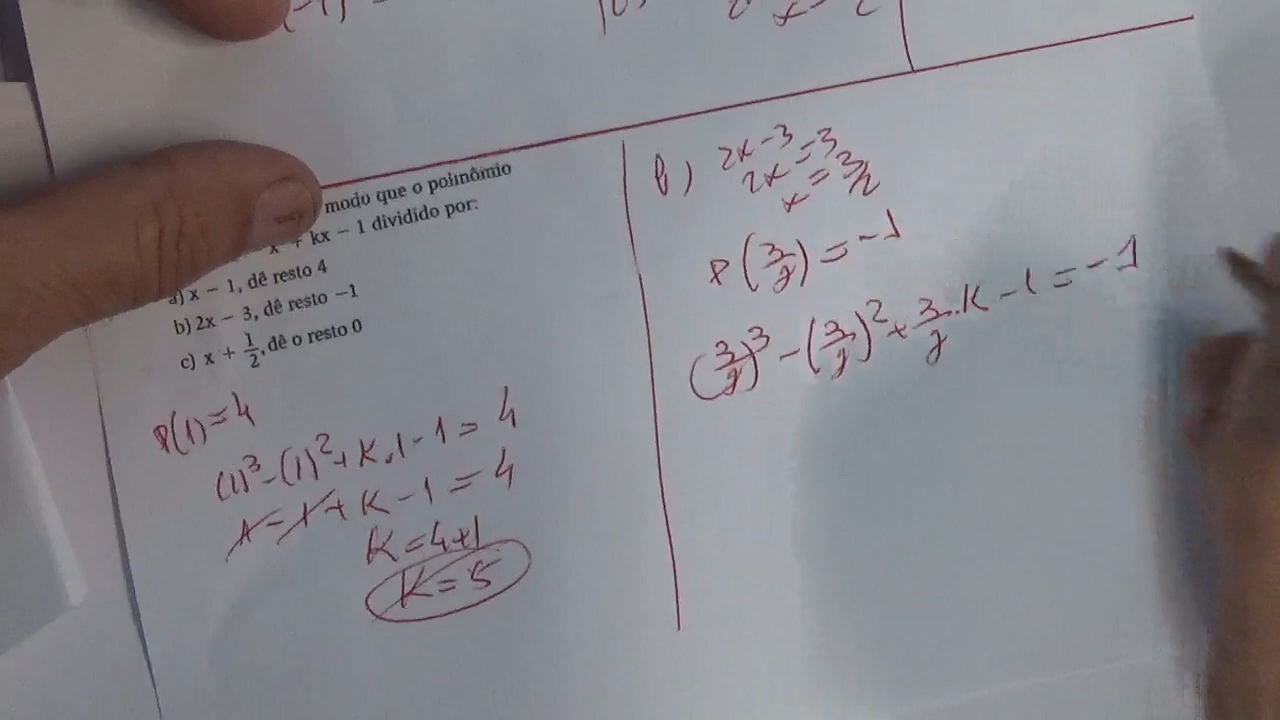 modo que o polinômio
x + kx − 1 dividido por:
a) x − 1, dê resto 4
b) 2x − 3, dê resto −1
c) x + 1/2, dê o resto 0
P(1) = 4
(1)³ − (1)² + K.1 − 1 = 4
1 − 1 + K − 1 = 4
K = 4+1
K = 5
b) 2x − 3
2x = 3
x = 3/2
P(3/2) = −1
(3/2)³ − (3/2)² + 3/2.K − 1 = −1